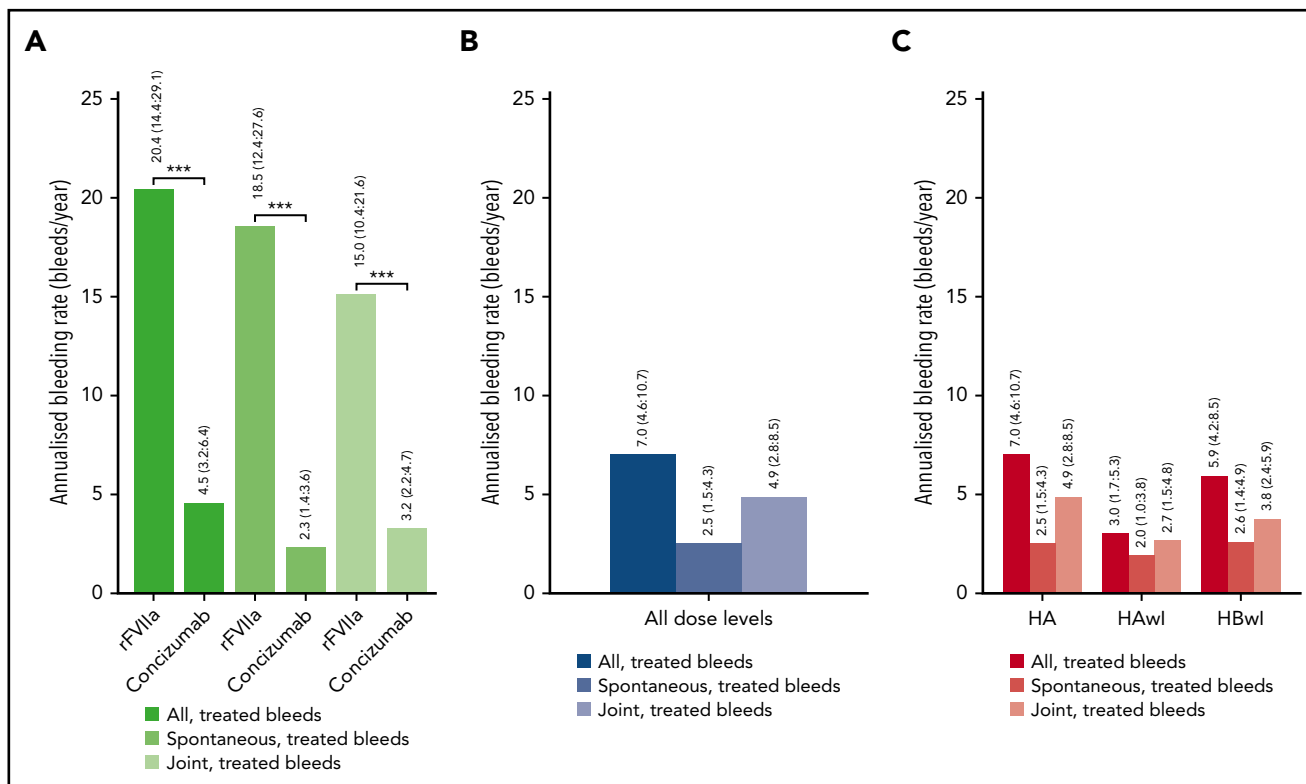 A
Annualised bleeding rate (bleeds/year)
25
20
15
10
5
0
20.4 (14.4:29.1)
***
4.5 (3.2:6.4)
18.5 (12.4:27.6)
***
2.3 (1.4:3.6)
15.0 (10.4:21.6)
***
3.2 (2.2:4.7)
rFVIIa
Concizumab
rFVIIa
Concizumab
rFVIIa
Concizumab
All, treated bleeds
Spontaneous, treated bleeds
Joint, treated bleeds
B
Annualised bleeding rate (bleeds/year)
25
20
15
10
5
0
7.0 (4.6:10.7)
2.5 (1.5:4.3)
4.9 (2.8:8.5)
All dose levels
All, treated bleeds
Spontaneous, treated bleeds
Joint, treated bleeds
C
Annualised bleeding rate (bleeds/year)
25
20
15
10
5
0
7.0 (4.6:10.7)
2.5 (1.5:4.3)
4.9 (2.8:8.5)
3.0 (1.7:5.3)
2.0 (1.0:3.8)
2.7 (1.5:4.8)
5.9 (4.2:8.5)
2.6 (1.4:4.9)
3.8 (2.4:5.9)
HA
HAwI
HBwI
All, treated bleeds
Spontaneous, treated bleeds
Joint, treated bleeds